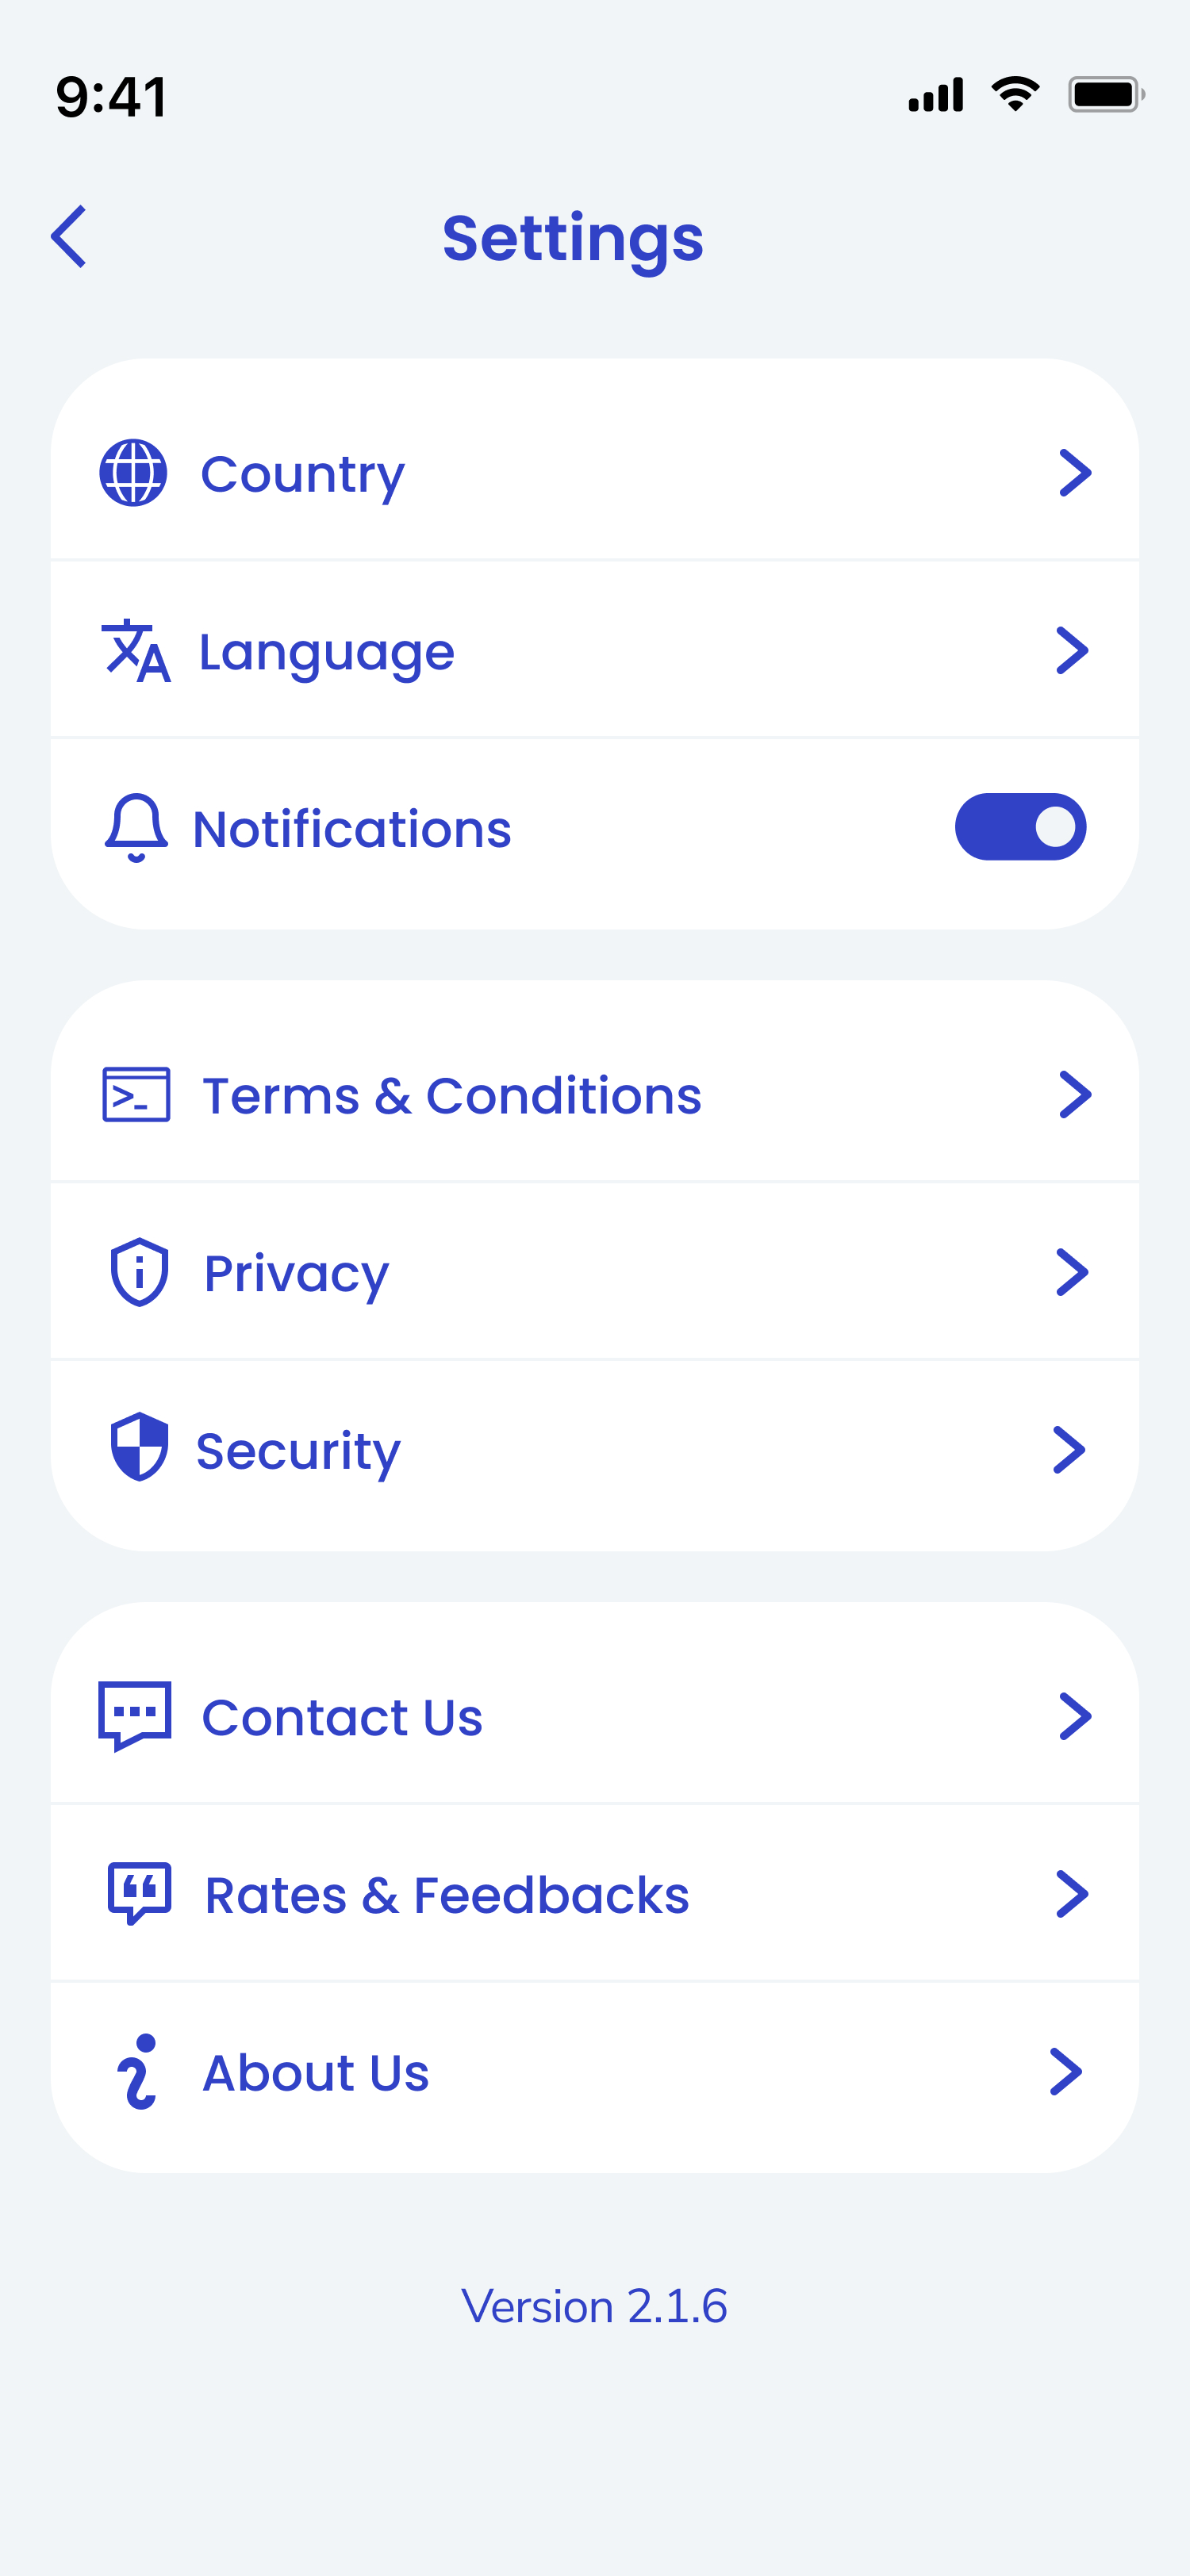 9:41
Settings
Country
Language
Notifications
Terms & Conditions
Privacy
Security
Contact Us
Rates & Feedbacks
About Us
Version 2.1.6